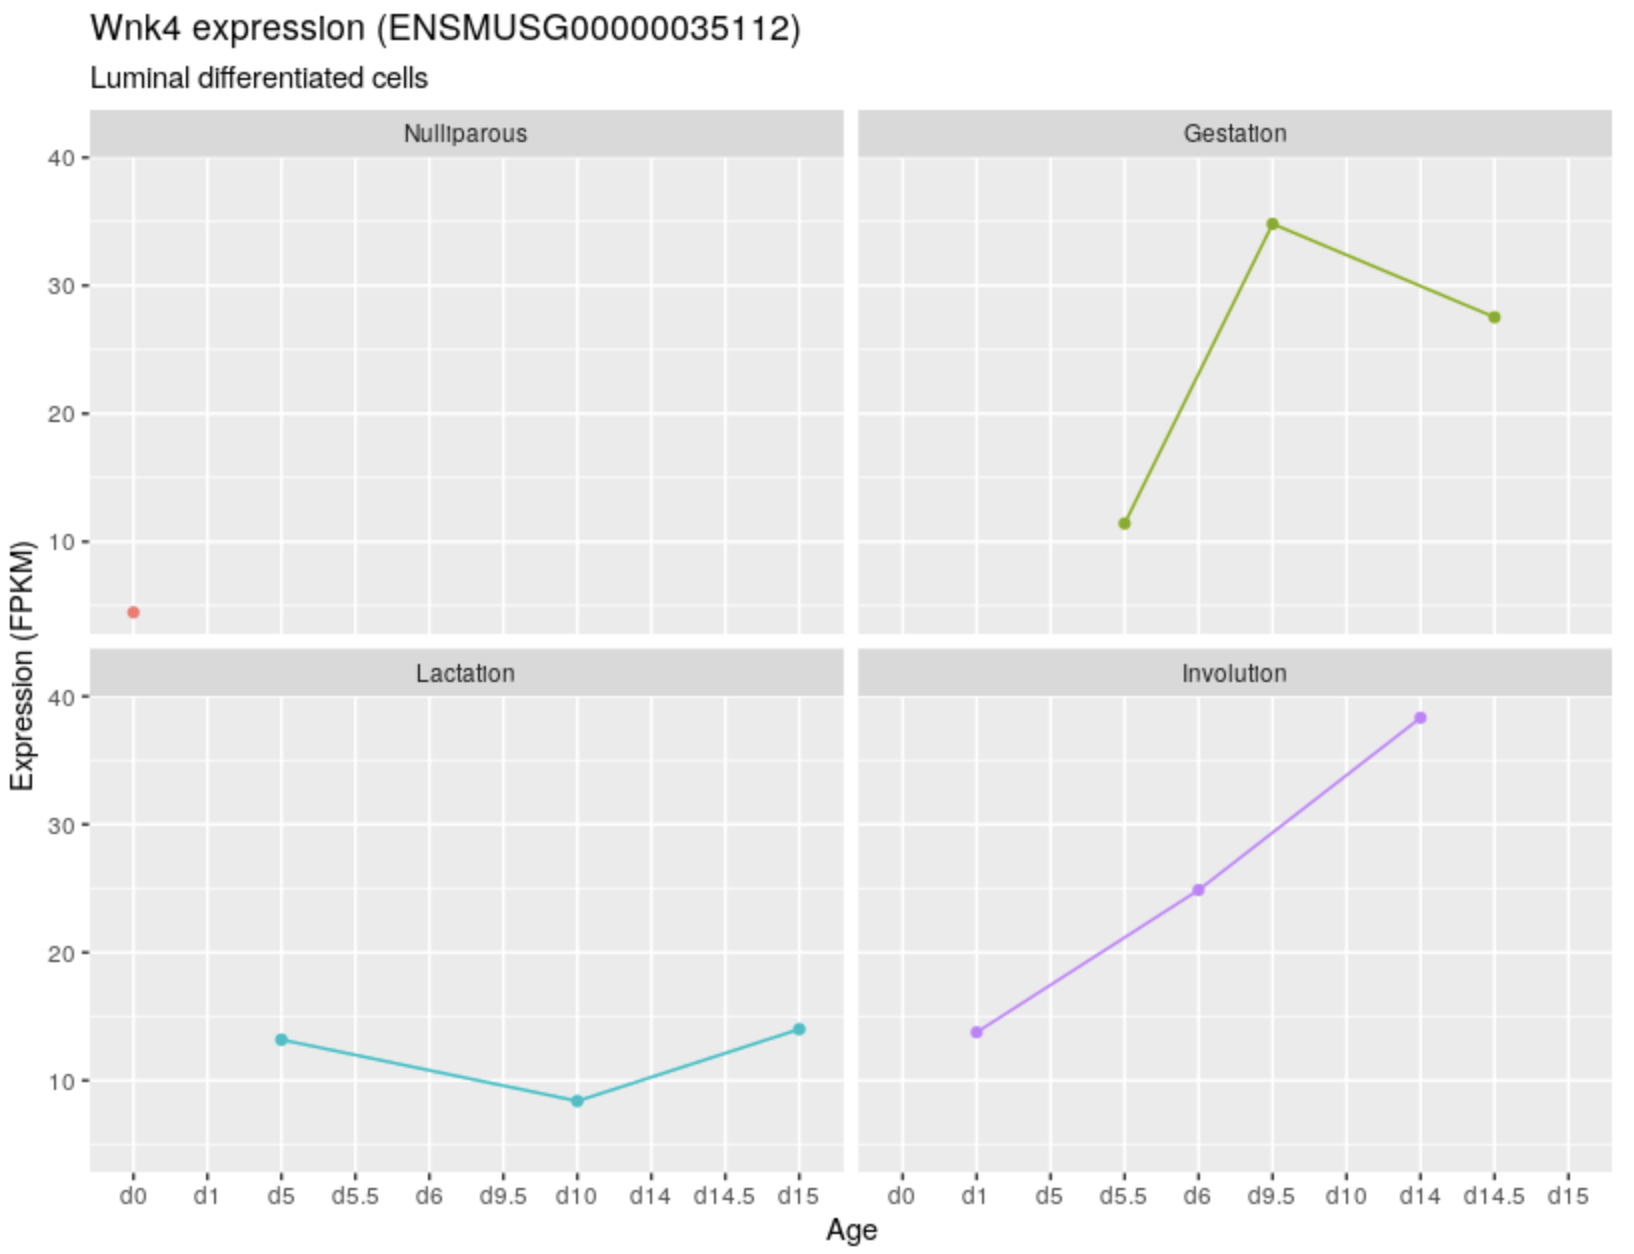 Wnk4 expression (ENSMUSG00000035112)
Luminal differentiated cells
Nulliparous
Gestation
40
30
20
10
Lactation
Involution
40
30
20
10
Expression (FPKM)
d0 d1 d5 d5.5 d6 d9.5 d10 d14 d14.5 d15
d0 d1 d5 d5.5 d6 d9.5 d10 d14 d14.5 d15
Age